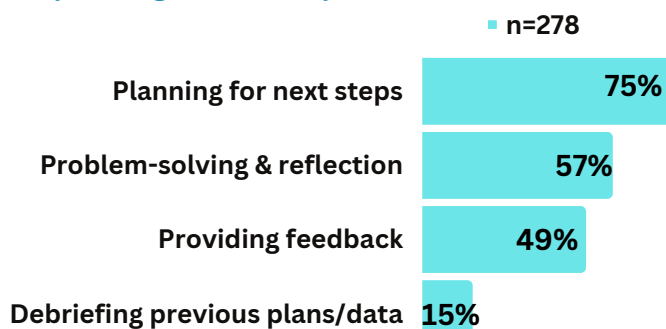 n=278
Planning for next steps 75%
Problem-solving & reflection 57%
Providing feedback 49%
Debriefing previous plans/data 15%